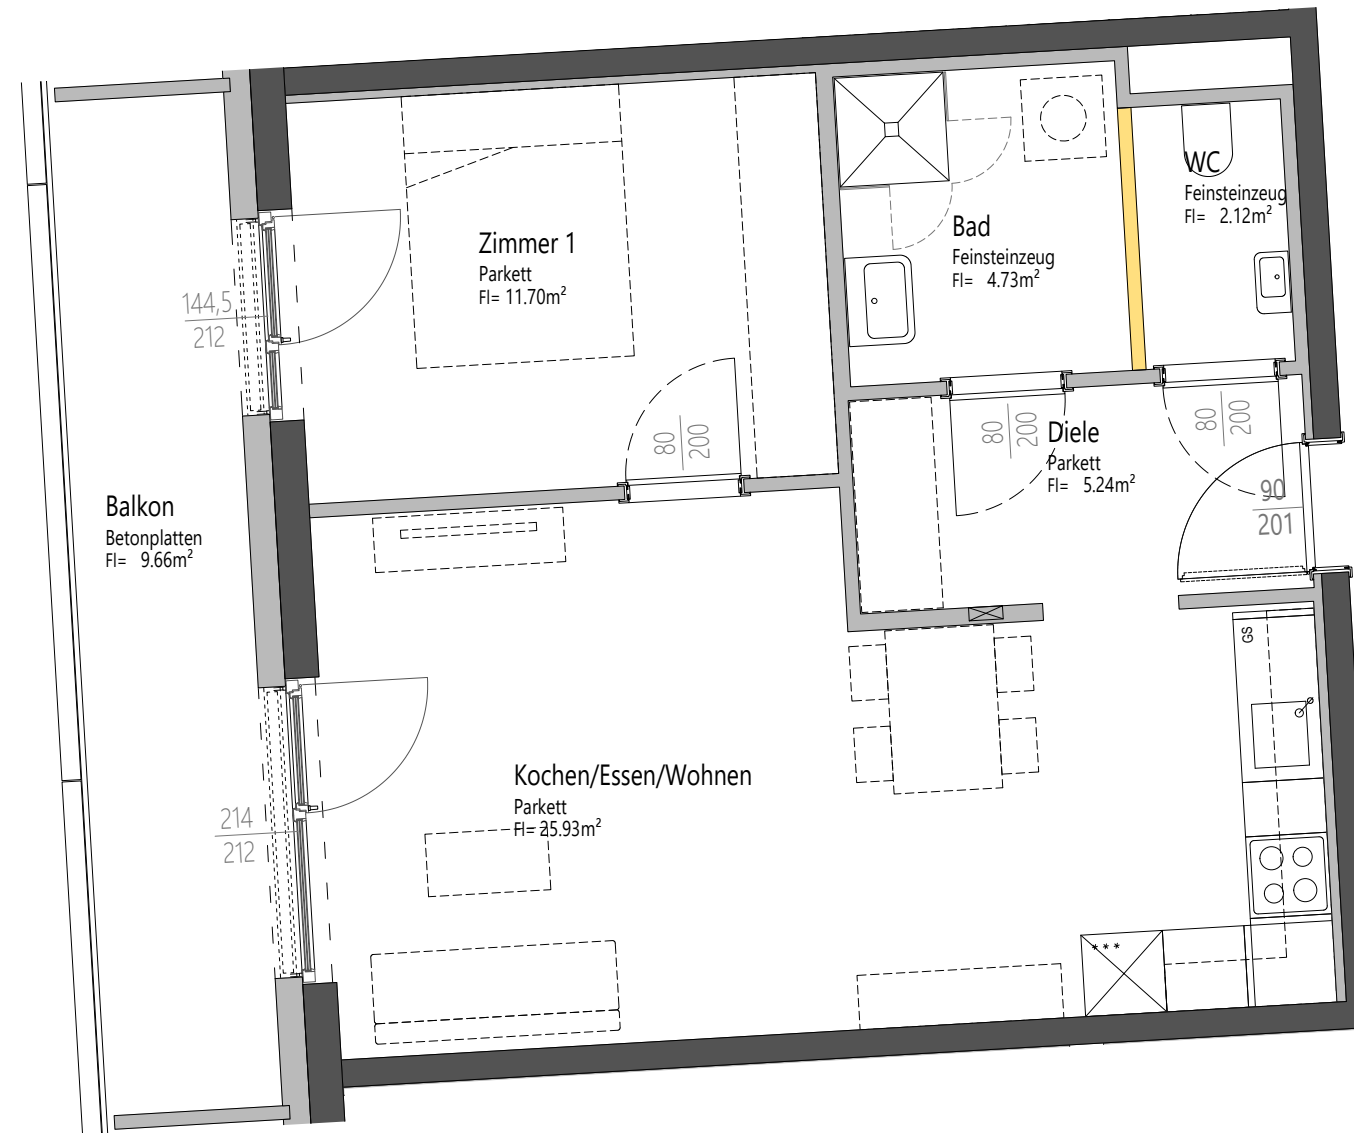 WC
Feinsteinzeug
Fl= 2.12m²
Bad
Feinsteinzeug
Fl= 4.73m²
Zimmer 1
Parkett
Fl= 11.70m²
144,5
212
80
200
80
200
80
200
Diele
Parkett
Fl= 5.24m²
90
201
Balkon
Betonplatten
Fl= 9.66m²
GS
Kochen/Essen/Wohnen
Parkett
Fl= 25.93m²
214
212
***